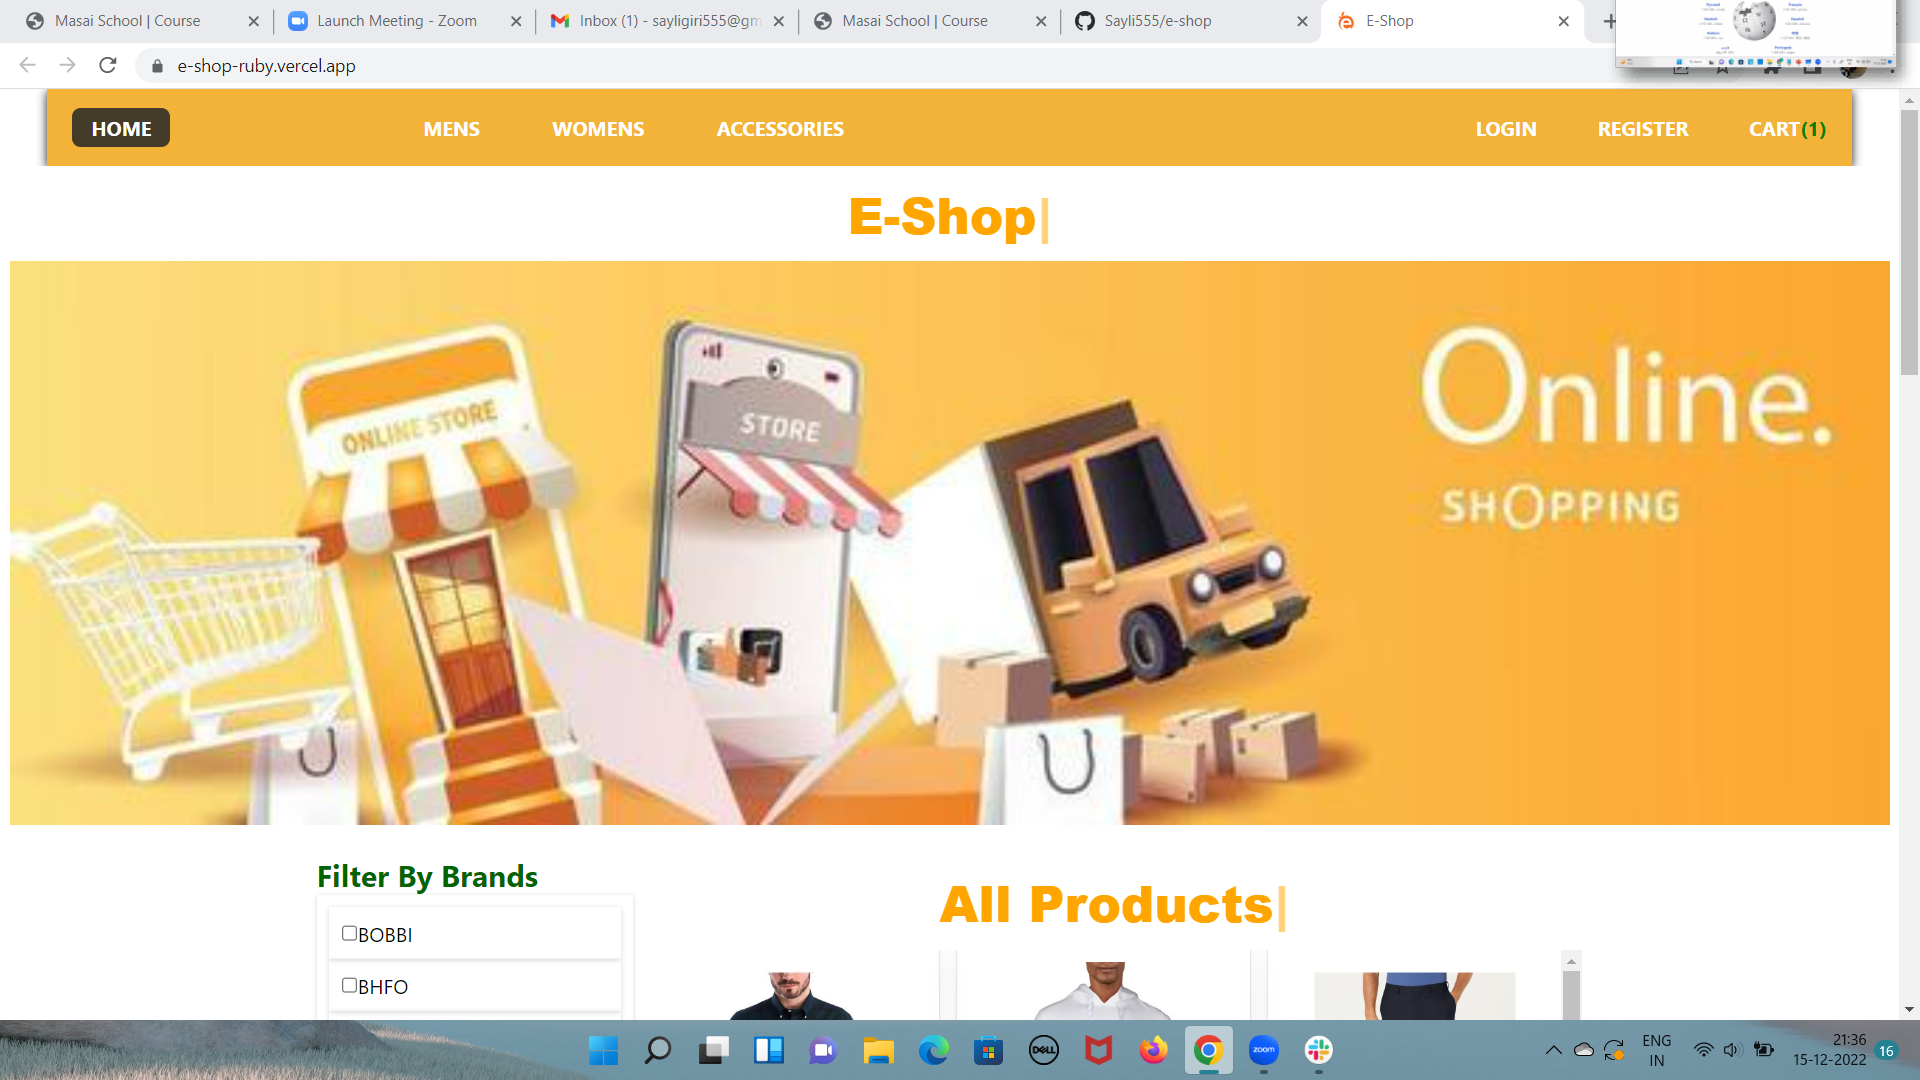 Masai School | Course
Launch Meeting - Zoom
Inbox (1) - sayligiri555@gm
Masai School | Course
Sayli555/e-shop
E-Shop
e-shop-ruby.vercel.app
HOME MENS WOMENS ACCESSORIES LOGIN REGISTER CART(1)
E-Shop
ONLINE STORE
STORE
Online.
SHOPPING
Filter By Brands
All Products
BOBBI
BHFO
DELL
zoom
ENG
IN
21:36
15-12-2022
16